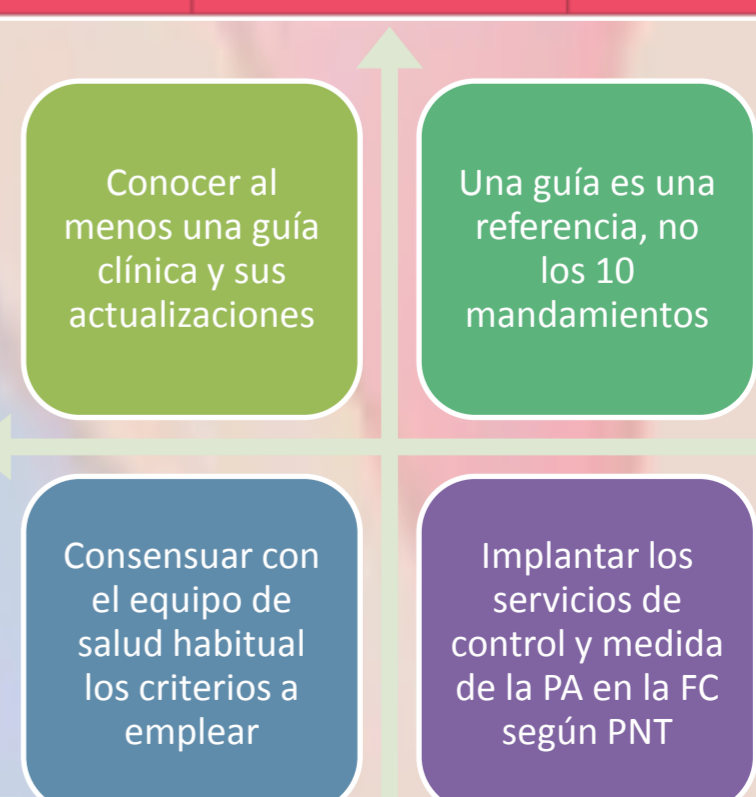 Conocer al
menos una guía
clínica y sus
actualizaciones
Una guía es una
referencia, no
los 10
mandamientos
Consensuar con
el equipo de
salud habitual
los criterios a
emplear
Implantar los
servicios de
control y medida
de la PA en la FC
según PNT